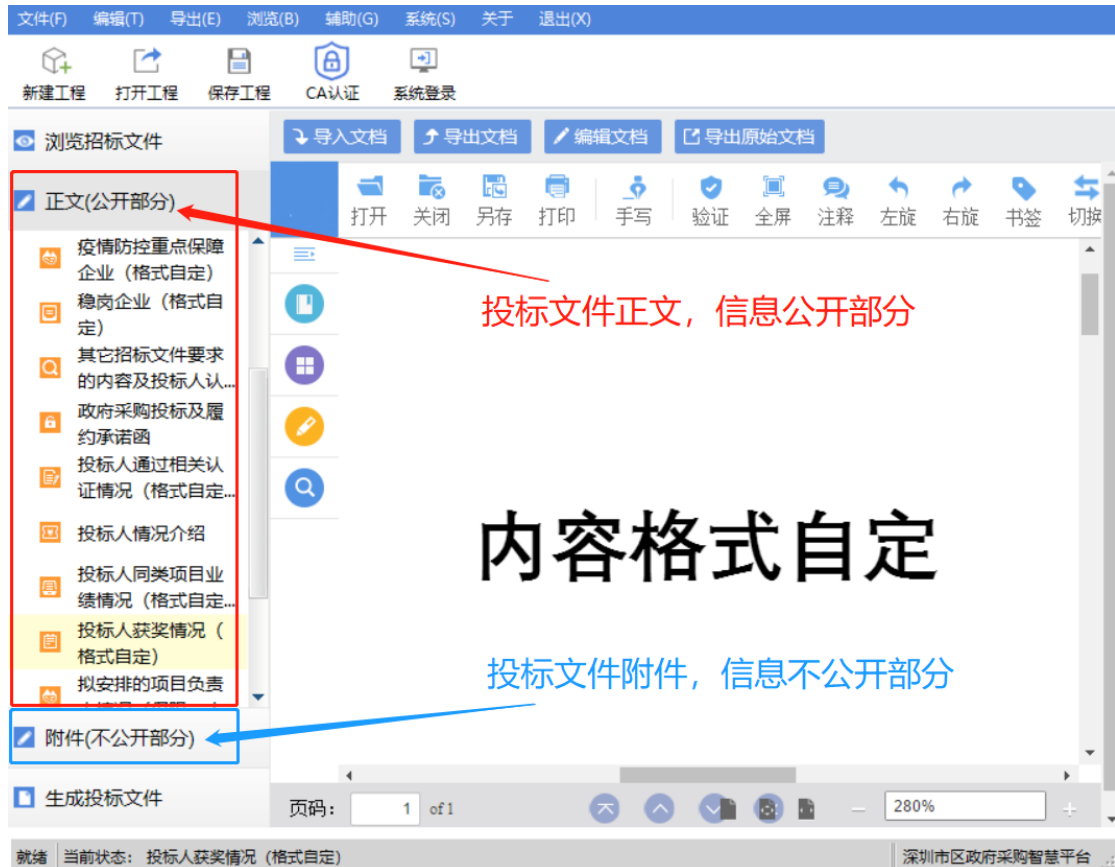 文件(F) 编辑(T) 导出(E) 浏览(B) 辅助(G) 系统(S) 关于 退出(X)
新建工程 打开工程 保存工程 CA认证 系统登录
浏览招标文件
导入文档 导出文档 编辑文档 导出原始文档
正文(公开部分)
打开 关闭 另存 打印 手写 验证 全屏 注释 左旋 右旋 书签 切换
疫情防控重点保障
企业（格式自定）
稳岗企业（格式自
定）
其它招标文件要求
的内容及投标人认...
政府采购投标及履
约承诺函
投标人通过相关认
证情况（格式自定...
投标人情况介绍
投标人同类项目业
绩情况（格式自定...
投标人获奖情况（
格式自定）
拟安排的项目负责
投标文件正文，信息公开部分
内容格式自定
投标文件附件，信息不公开部分
附件(不公开部分)
生成投标文件
页码： 1 of 1 280%
就绪 当前状态： 投标人获奖情况（格式自定） 深圳市区政府采购智慧平台